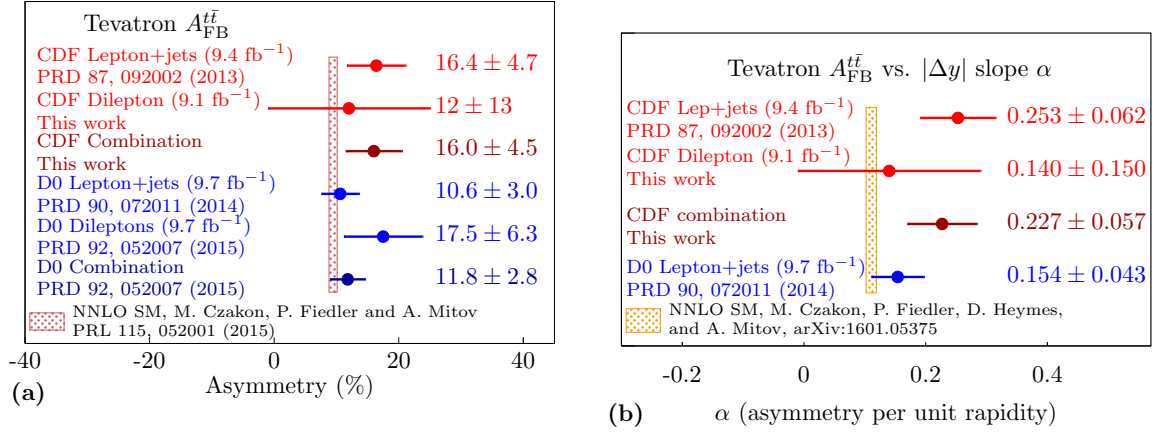 Tevatron A_FB^{tt̄}
CDF Lepton+jets (9.4 fb⁻¹)
PRD 87, 092002 (2013)
16.4 ± 4.7
CDF Dilepton (9.1 fb⁻¹)
This work
12 ± 13
CDF Combination
This work
16.0 ± 4.5
D0 Lepton+jets (9.7 fb⁻¹)
PRD 90, 072011 (2014)
10.6 ± 3.0
D0 Dileptons (9.7 fb⁻¹)
PRD 92, 052007 (2015)
17.5 ± 6.3
D0 Combination
PRD 92, 052007 (2015)
11.8 ± 2.8
NNLO SM, M. Czakon, P. Fiedler and A. Mitov
PRL 115, 052001 (2015)
-40 -20 0 20 40
Asymmetry (%)
(a)
Tevatron A_FB^{tt̄} vs. |Δy| slope α
CDF Lep+jets (9.4 fb⁻¹)
PRD 87, 092002 (2013)
0.253 ± 0.062
CDF Dilepton (9.1 fb⁻¹)
This work
0.140 ± 0.150
CDF combination
This work
0.227 ± 0.057
D0 Lepton+jets (9.7 fb⁻¹)
PRD 90, 072011 (2014)
0.154 ± 0.043
NNLO SM, M. Czakon, P. Fiedler, D. Heymes,
and A. Mitov, arXiv:1601.05375
-0.2 0 0.2 0.4
α (asymmetry per unit rapidity)
(b)